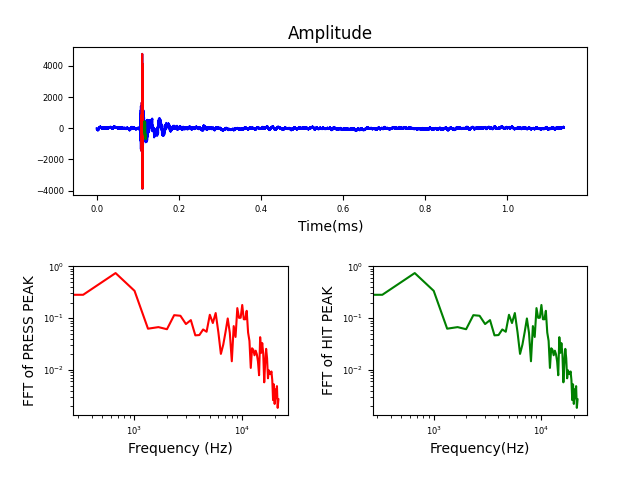 Amplitude
4000
2000
0
−2000
−4000
0.0 0.2 0.4 0.6 0.8 1.0
Time(ms)
FFT of PRESS PEAK
10⁰
10⁻¹
10⁻²
10³ 10⁴
Frequency (Hz)
FFT of HIT PEAK
10⁰
10⁻¹
10⁻²
10³ 10⁴
Frequency(Hz)